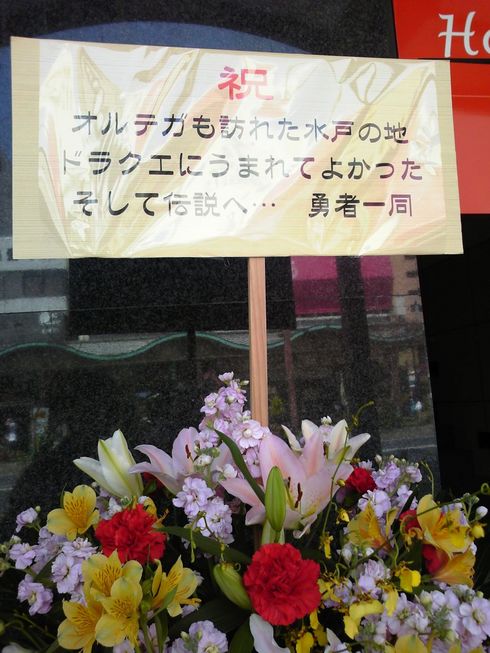 祝
オルテガも訪れた水戸の地
ドラクエにうまれてよかった
そして伝説へ… 勇者一同
Ho